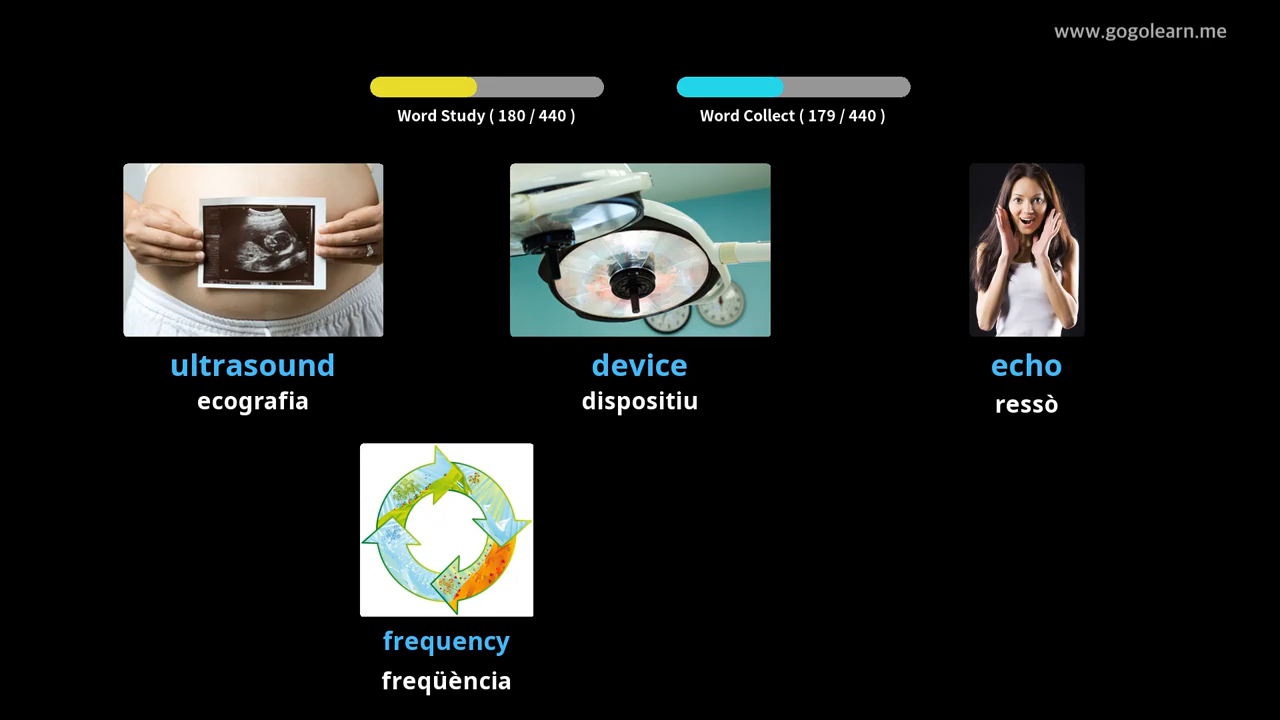 www.gogolearn.me
Word Study ( 180 / 440 )
Word Collect ( 179 / 440 )
ultrasound
ecografia
device
dispositiu
echo
ressò
frequency
freqüència